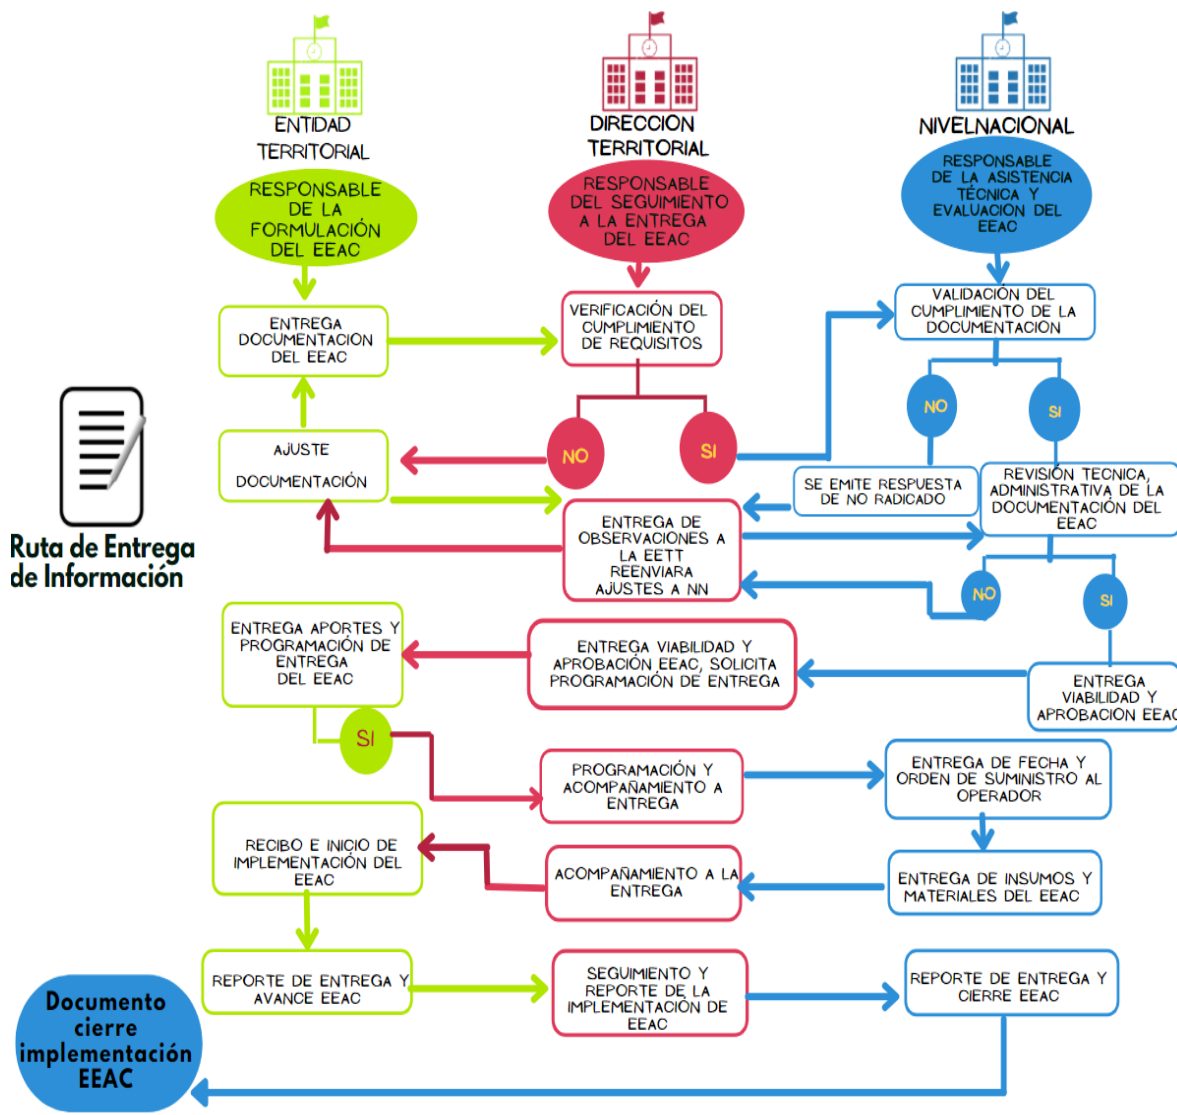 ENTIDAD
TERRITORIAL
DIRECCION
TERRITORIAL
NIVELNACIONAL
RESPONSABLE
DE LA
FORMULACIÓN
DEL EEAC
RESPONSABLE
DEL SEGUIMIENTO
A LA ENTREGA
DEL EEAC
RESPONSABLE
DE LA ASISTENCIA
TÉCNICA Y
EVALUACION DEL
EEAC
ENTREGA
DOCUMENTACION
DEL EEAC
VERIFICACIÓN DEL
CUMPLIMIENTO
DE REQUISITOS
VALIDACIÓN DEL
CUMPLIMIENTO DE LA
DOCUMENTACION
NO
SI
NO
SI
AJUSTE
DOCUMENTACIÓN
SE EMITE RESPUESTA
DE NO RADICADO
REVISIÓN TECNICA,
ADMINISTRATIVA DE LA
DOCUMENTACIÓN DEL
EEAC
ENTREGA DE
OBSERVACIONES A
LA EETT
REENVIARA
AJUSTES A NN
NO
SI
Ruta de Entrega
de Información
ENTREGA APORTES Y
PROGRAMACIÓN DE
ENTREGA
DEL EEAC
ENTREGA VIABILIDAD Y
APROBACIÓN EEAC, SOLICITA
PROGRAMACIÓN DE ENTREGA
ENTREGA
VIABILIDAD Y
APROBACION EEAC
SI
PROGRAMACIÓN Y
ACOMPAÑAMIENTO A
ENTREGA
ENTREGA DE FECHA Y
ORDEN DE SUMINISTRO AL
OPERADOR
RECIBO E INICIO DE
IMPLEMENTACIÓN DEL
EEAC
ACOMPAÑAMIENTO A LA
ENTREGA
ENTREGA DE INSUMOS Y
MATERIALES DEL EEAC
REPORTE DE ENTREGA Y
AVANCE EEAC
SEGUIMIENTO Y
REPORTE DE LA
IMPLEMENTACIÓN DE
EEAC
REPORTE DE ENTREGA Y
CIERRE EEAC
Documento
cierre
implementación
EEAC